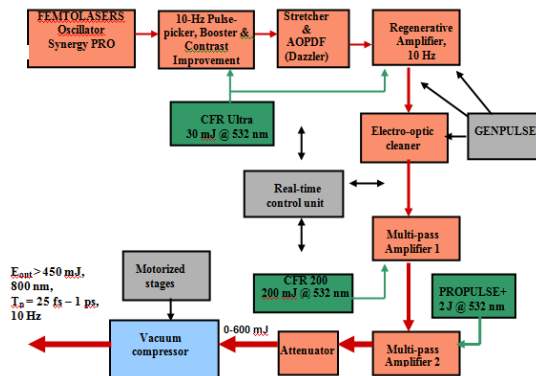 FEMTOLASERS
Oscillator
Synergy PRO
10-Hz Pulse-
picker, Booster &
Contrast
Improvement
Stretcher
&
AOPDF
(Dazzler)
Regenerative
Amplifier,
10 Hz
CFR Ultra
30 mJ @ 532 nm
Electro-optic
cleaner
GENPULSE
Real-time
control unit
Multi-pass
Amplifier 1
Eout > 450 mJ,
800 nm,
Tp = 25 fs – 1 ps,
10 Hz
Motorized
stages
CFR 200
200 mJ @ 532 nm
PROPULSE+
2 J @ 532 nm
Vacuum
compressor
0-600 mJ
Attenuator
Multi-pass
Amplifier 2